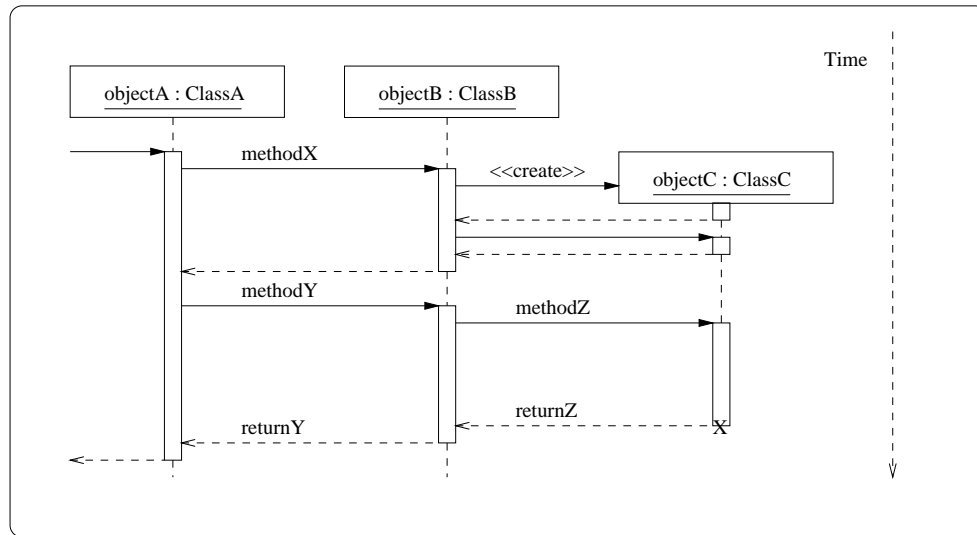 Time
objectA : ClassA
objectB : ClassB
methodX
<<create>>
objectC : ClassC
methodY
methodZ
returnZ
X
returnY